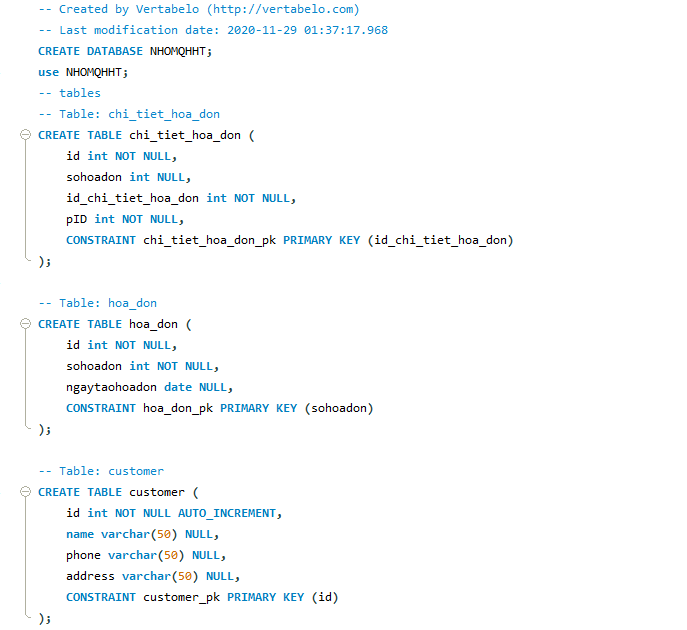 -- Created by Vertabelo (http://vertabelo.com)
-- Last modification date: 2020-11-29 01:37:17.968
CREATE DATABASE NHOMQHHT;
use NHOMQHHT;
-- tables
-- Table: chi_tiet_hoa_don
CREATE TABLE chi_tiet_hoa_don (
    id int NOT NULL,
    sohoadon int NULL,
    id_chi_tiet_hoa_don int NOT NULL,
    pID int NOT NULL,
    CONSTRAINT chi_tiet_hoa_don_pk PRIMARY KEY (id_chi_tiet_hoa_don)
);

-- Table: hoa_don
CREATE TABLE hoa_don (
    id int NOT NULL,
    sohoadon int NOT NULL,
    ngaytaohoadon date NULL,
    CONSTRAINT hoa_don_pk PRIMARY KEY (sohoadon)
);

-- Table: customer
CREATE TABLE customer (
    id int NOT NULL AUTO_INCREMENT,
    name varchar(50) NULL,
    phone varchar(50) NULL,
    address varchar(50) NULL,
    CONSTRAINT customer_pk PRIMARY KEY (id)
);